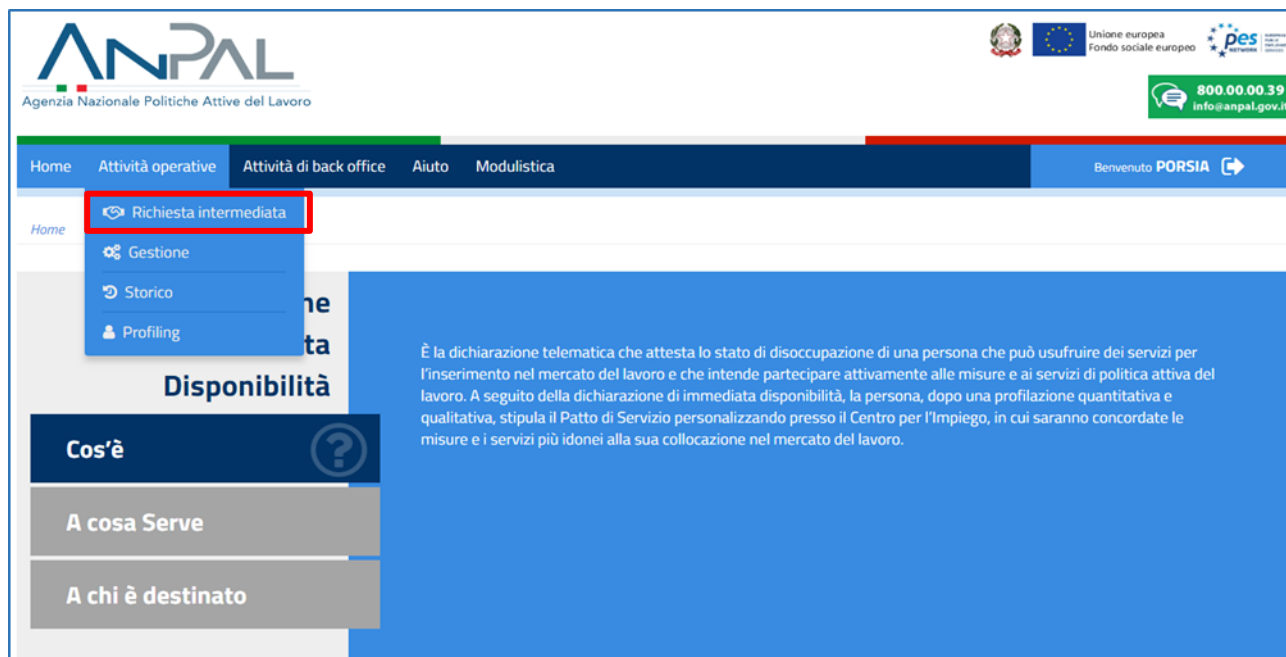 ANPAL
Agenzia Nazionale Politiche Attive del Lavoro
Unione europea
Fondo sociale europeo
pes
NETWORK
800.00.00.39
info@anpal.gov.it
Home Attività operative Attività di back office Aiuto Modulistica Benvenuto PORSIA
Richiesta intermediata
Home
Gestione
Storico
Profiling
ne
ta
Disponibilità
Cos'è
?
A cosa Serve
A chi è destinato
È la dichiarazione telematica che attesta lo stato di disoccupazione di una persona che può usufruire dei servizi per
l'inserimento nel mercato del lavoro e che intende partecipare attivamente alle misure e ai servizi di politica attiva del
lavoro. A seguito della dichiarazione di immediata disponibilità, la persona, dopo una profilazione quantitativa e
qualitativa, stipula il Patto di Servizio personalizzando presso il Centro per l'Impiego, in cui saranno concordate le
misure e i servizi più idonei alla sua collocazione nel mercato del lavoro.